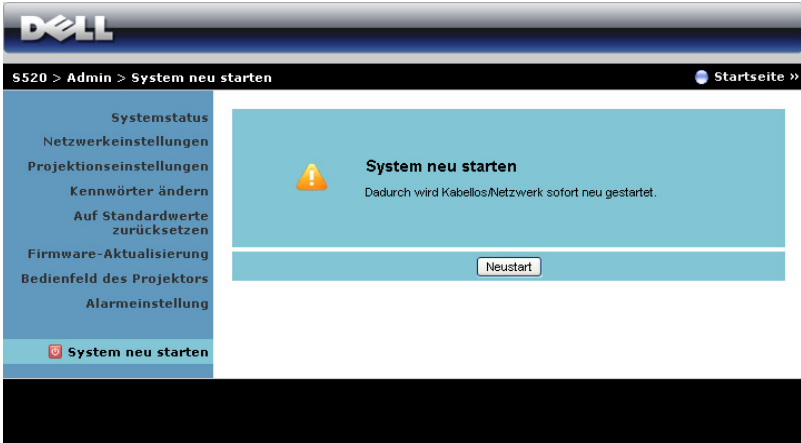 DELL
S520 > Admin > System neu starten
Startseite »
Systemstatus
Netzwerkeinstellungen
Projektionseinstellungen
Kennwörter ändern
Auf Standardwerte
zurücksetzen
Firmware-Aktualisierung
Bedienfeld des Projektors
Alarmeinstellung
System neu starten
System neu starten
Dadurch wird Kabellos/Netzwerk sofort neu gestartet.
Neustart